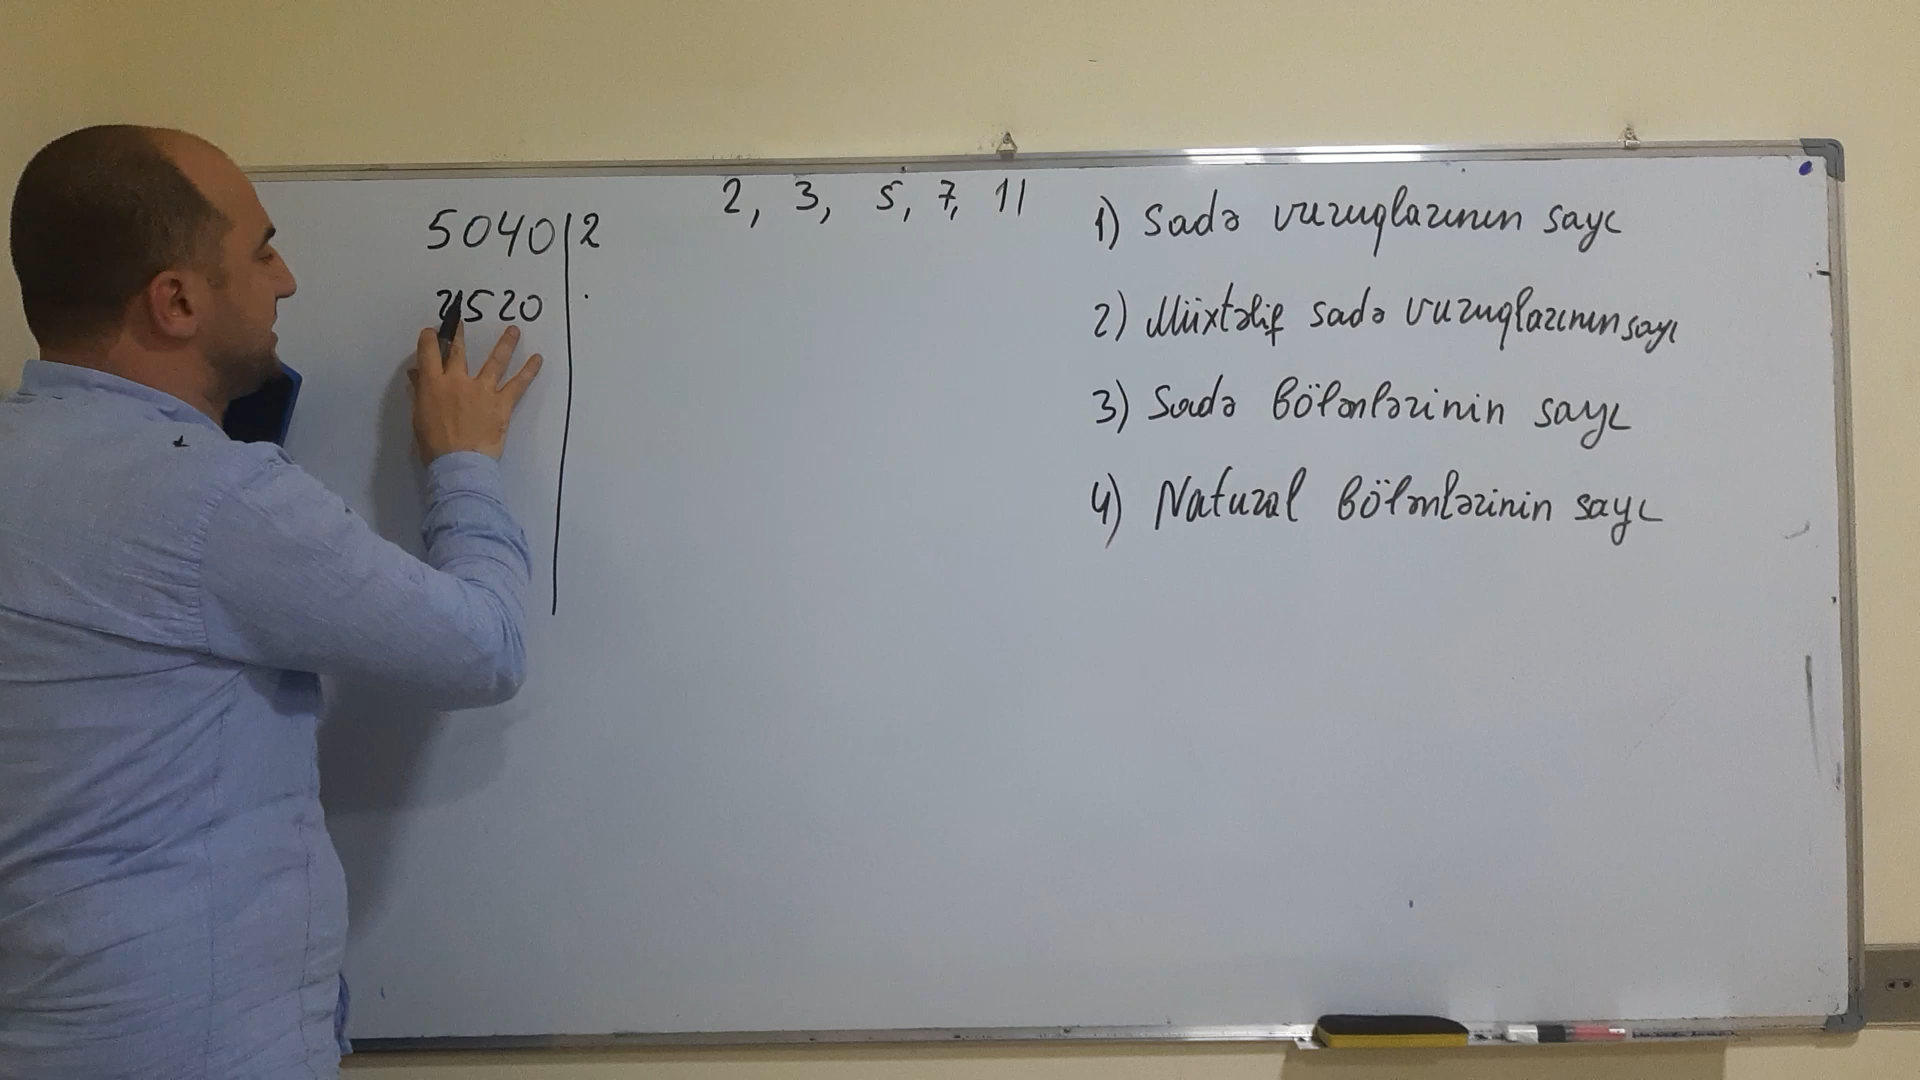 5040 | 2
2520
2, 3, 5, 7, 11
1) Sadə vuruqlarının sayı
2) Müxtəlif sadə vuruqlarının sayı
3) Sadə bölənlərinin sayı
4) Natural bölənlərinin sayı